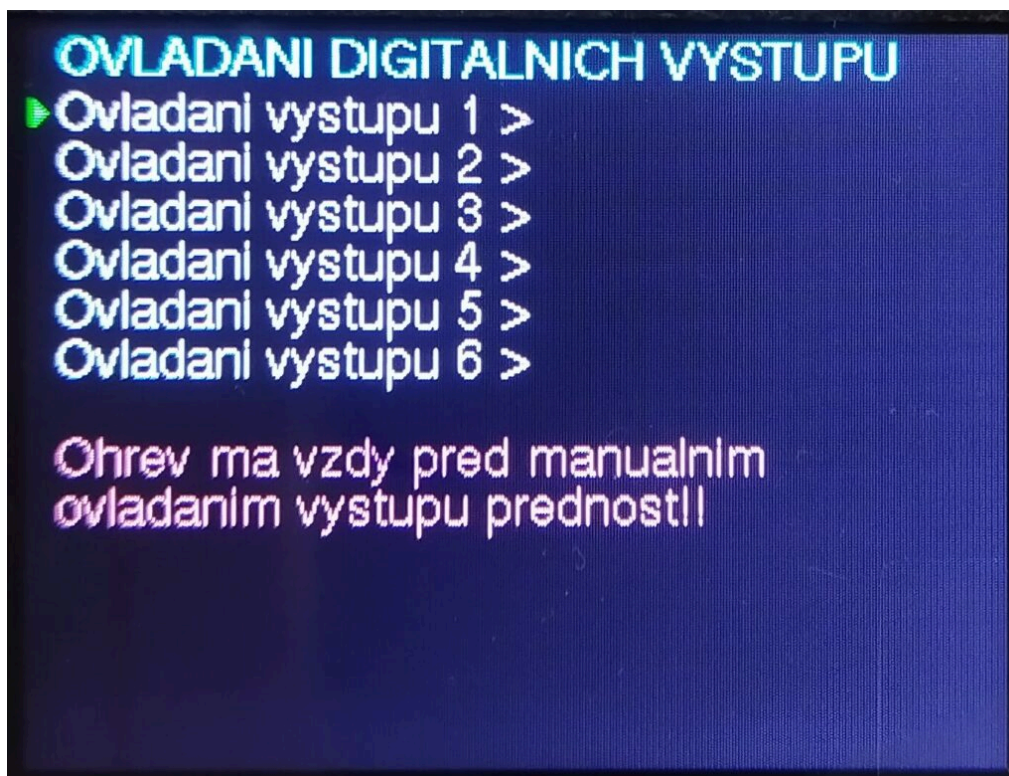 OVLADANI DIGITALNICH VYSTUPU
Ovladani vystupu 1 >
Ovladani vystupu 2 >
Ovladani vystupu 3 >
Ovladani vystupu 4 >
Ovladani vystupu 5 >
Ovladani vystupu 6 >
Ohrev ma vzdy pred manualnim
ovladanim vystupu prednost!!